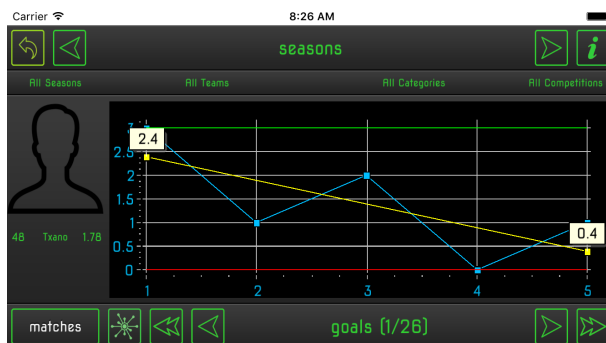 Carrier 8:26 AM
seasons
All Seasons All Teams All Categories All Competitions
3
2.4
2.5
2
1.5
1
0.5
0
0.4
48 Txano 1.78
1 2 3 4 5
matches goals (1/26)